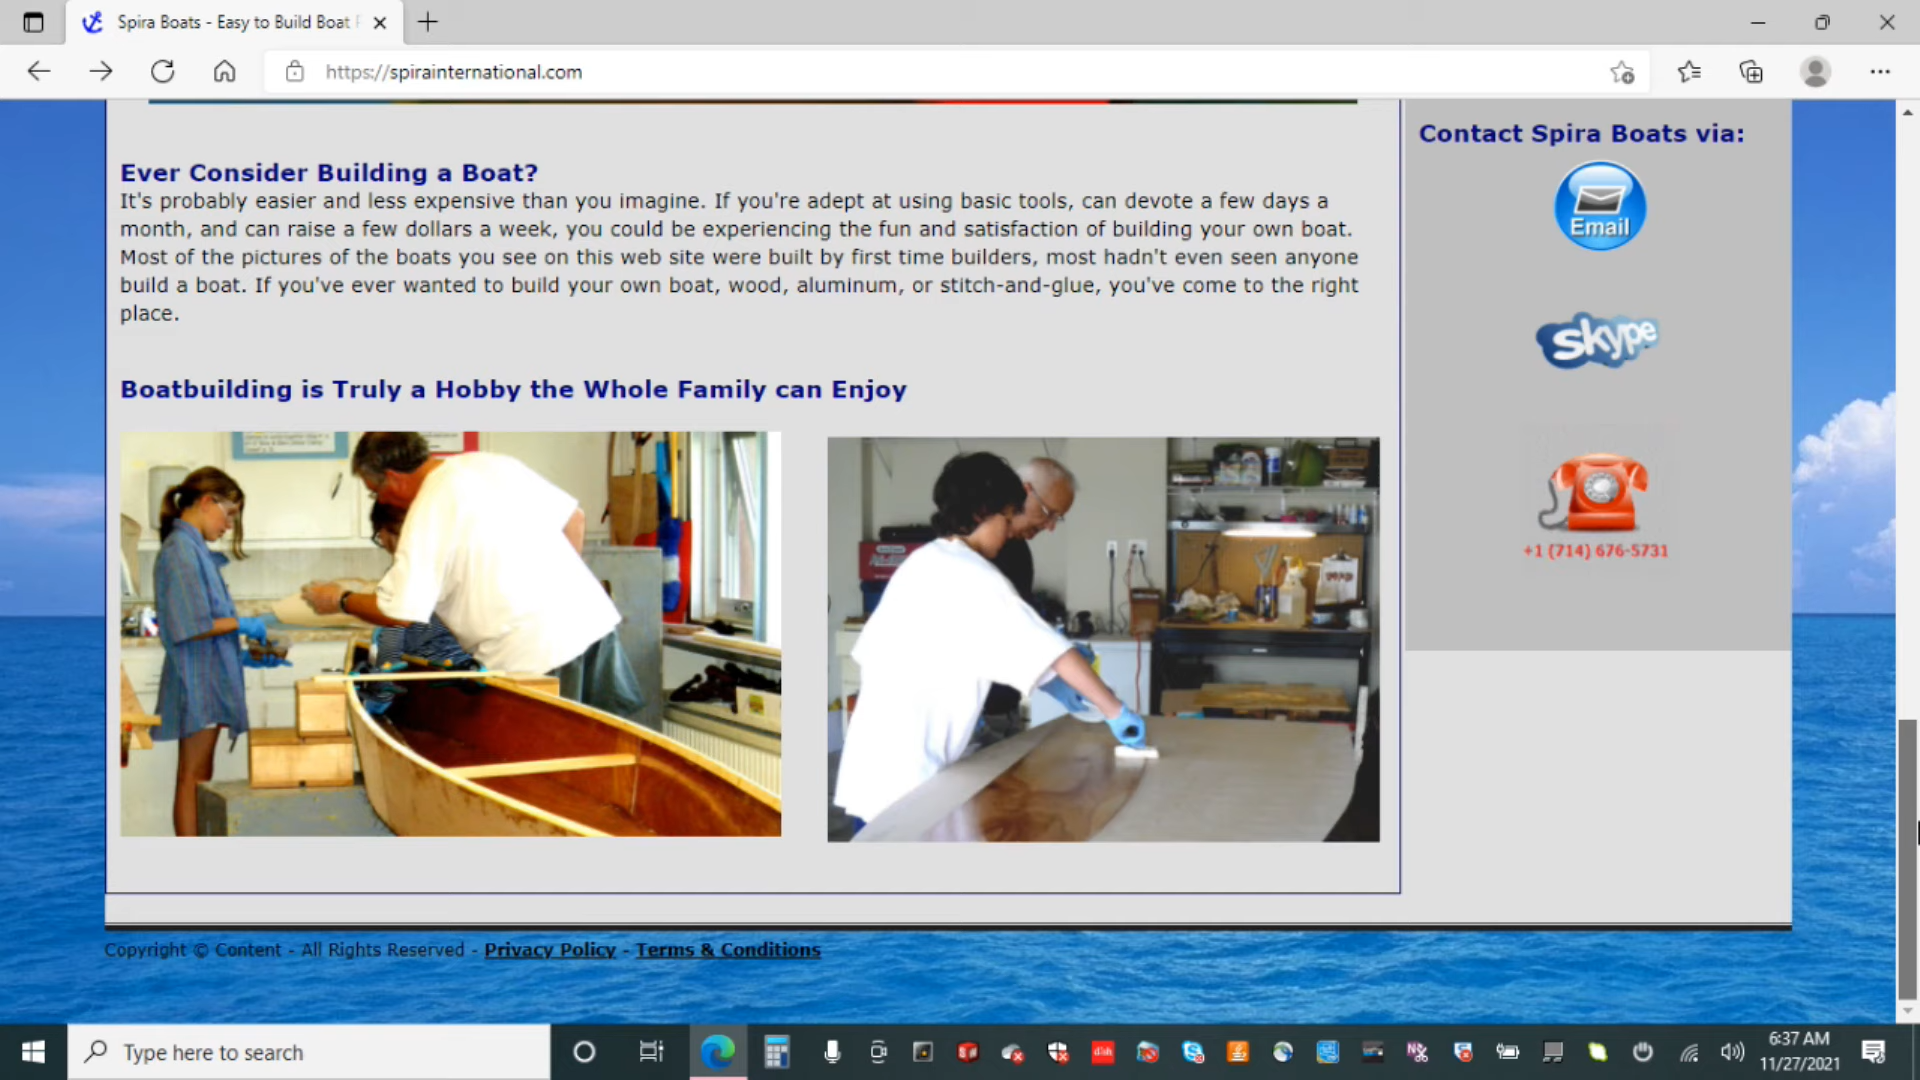 Spira Boats - Easy to Build Boat
https://spirainternational.com
Ever Consider Building a Boat?
It's probably easier and less expensive than you imagine. If you're adept at using basic tools, can devote a few days a
month, and can raise a few dollars a week, you could be experiencing the fun and satisfaction of building your own boat.
Most of the pictures of the boats you see on this web site were built by first time builders, most hadn't even seen anyone
build a boat. If you've ever wanted to build your own boat, wood, aluminum, or stitch-and-glue, you've come to the right
place.
Boatbuilding is Truly a Hobby the Whole Family can Enjoy
Contact Spira Boats via:
Email
skype
+1 (714) 676-5731
Copyright © Content - All Rights Reserved - Privacy Policy - Terms & Conditions
Type here to search
dish
6:37 AM
11/27/2021